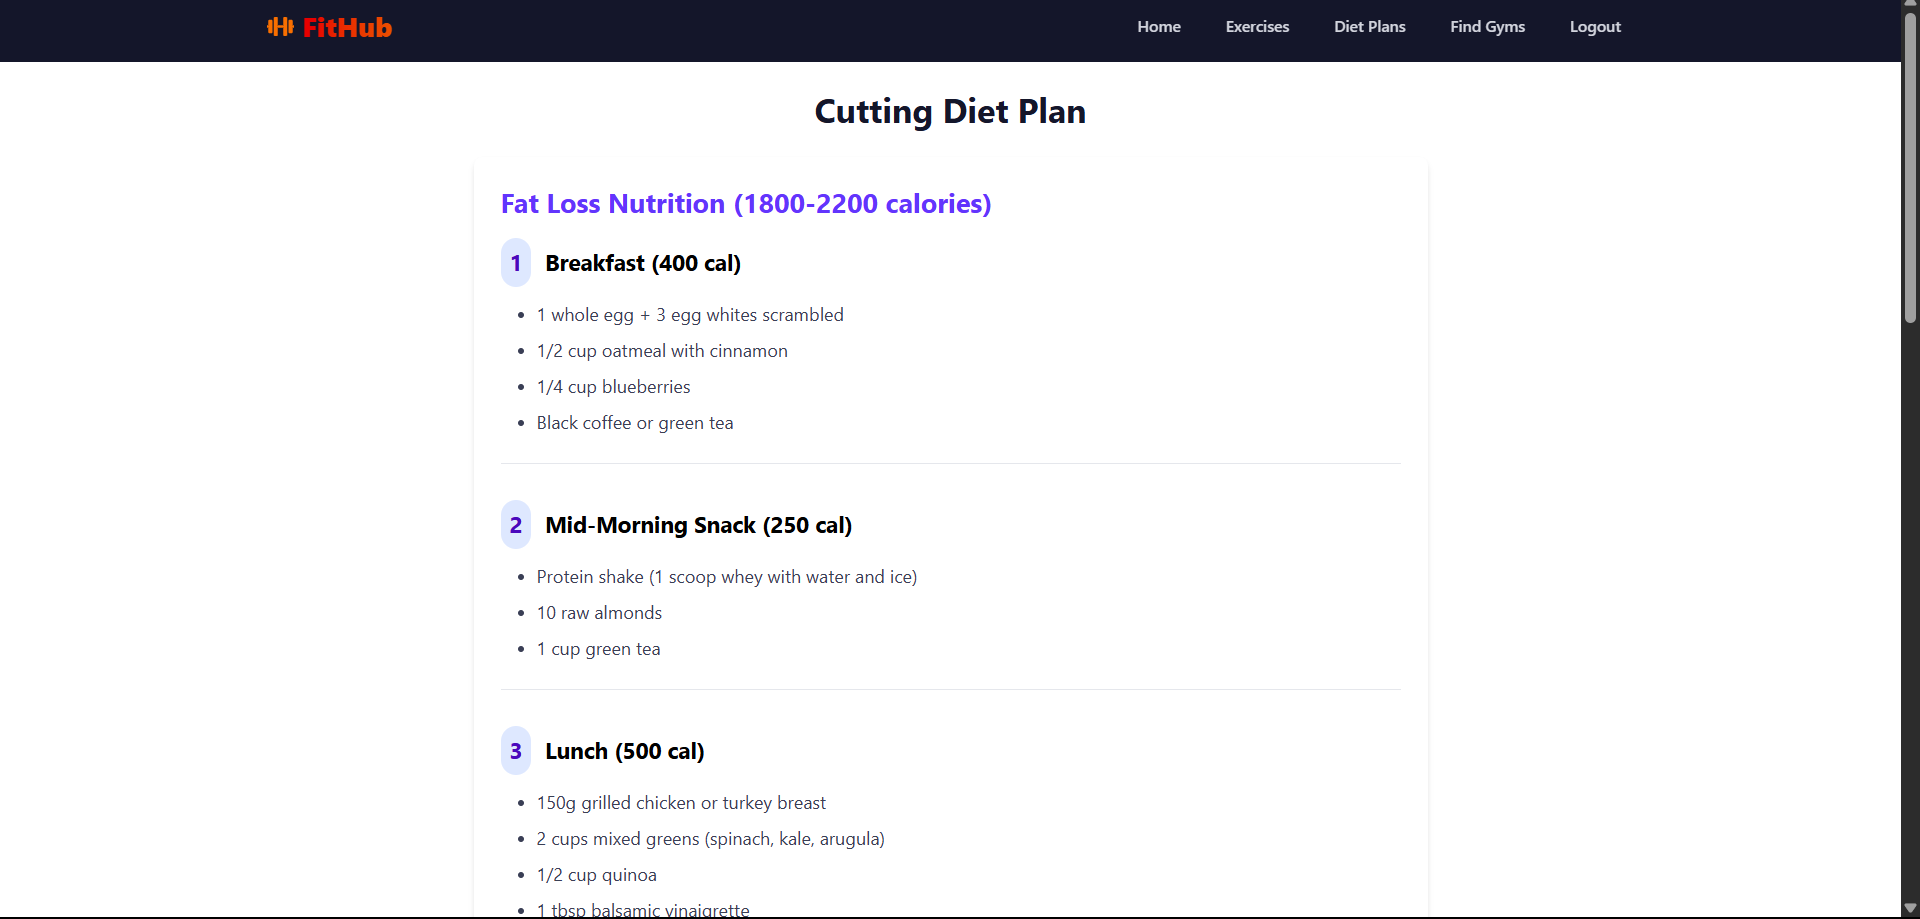 FitHub
Home Exercises Diet Plans Find Gyms Logout
Cutting Diet Plan
Fat Loss Nutrition (1800-2200 calories)
1 Breakfast (400 cal)
• 1 whole egg + 3 egg whites scrambled
• 1/2 cup oatmeal with cinnamon
• 1/4 cup blueberries
• Black coffee or green tea
2 Mid-Morning Snack (250 cal)
• Protein shake (1 scoop whey with water and ice)
• 10 raw almonds
• 1 cup green tea
3 Lunch (500 cal)
• 150g grilled chicken or turkey breast
• 2 cups mixed greens (spinach, kale, arugula)
• 1/2 cup quinoa
• 1 tbsp balsamic vinaigrette